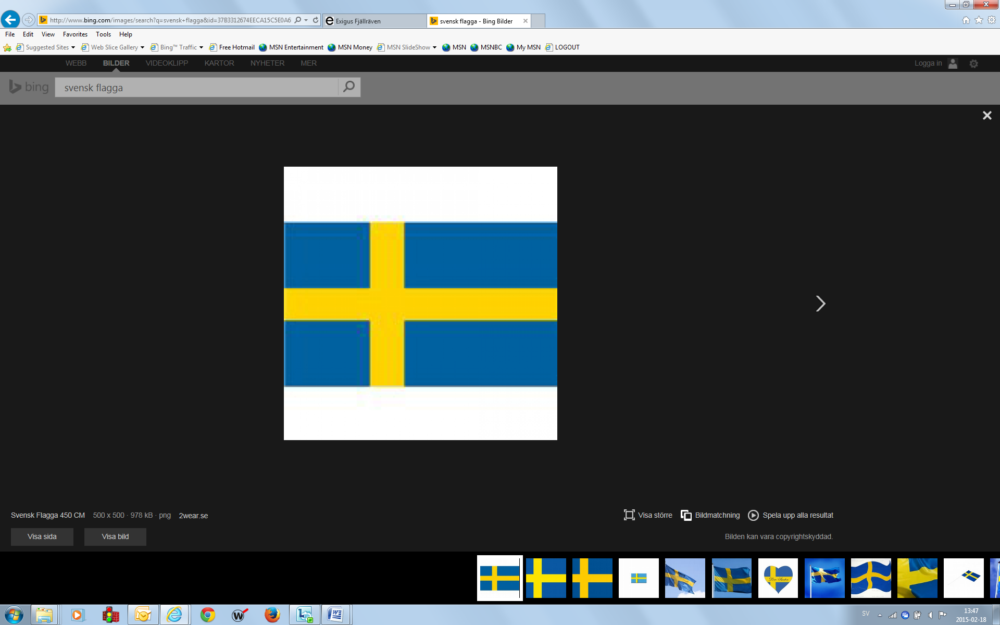 http://www.bing.com/images/search?q=svensk+flagga&id=37B3312674EECA15C5E0A6
Exigus Fjällräven
svensk flagga - Bing Bilder
File Edit View Favorites Tools Help
Suggested Sites Web Slice Gallery Bing™ Traffic Free Hotmail MSN Entertainment MSN Money MSN SlideShow MSN MSNBC My MSN LOGOUT
WEBB BILDER VIDEOKLIPP KARTOR NYHETER MER Logga in
bing svensk flagga
Svensk Flagga 450 CM 500 x 500 · 978 kB · png 2wear.se Visa större Bildmatchning Spela upp alla resultat
Visa sida Visa bild Bilden kan vara copyrightskyddad.
SV 13:47
2015-02-18